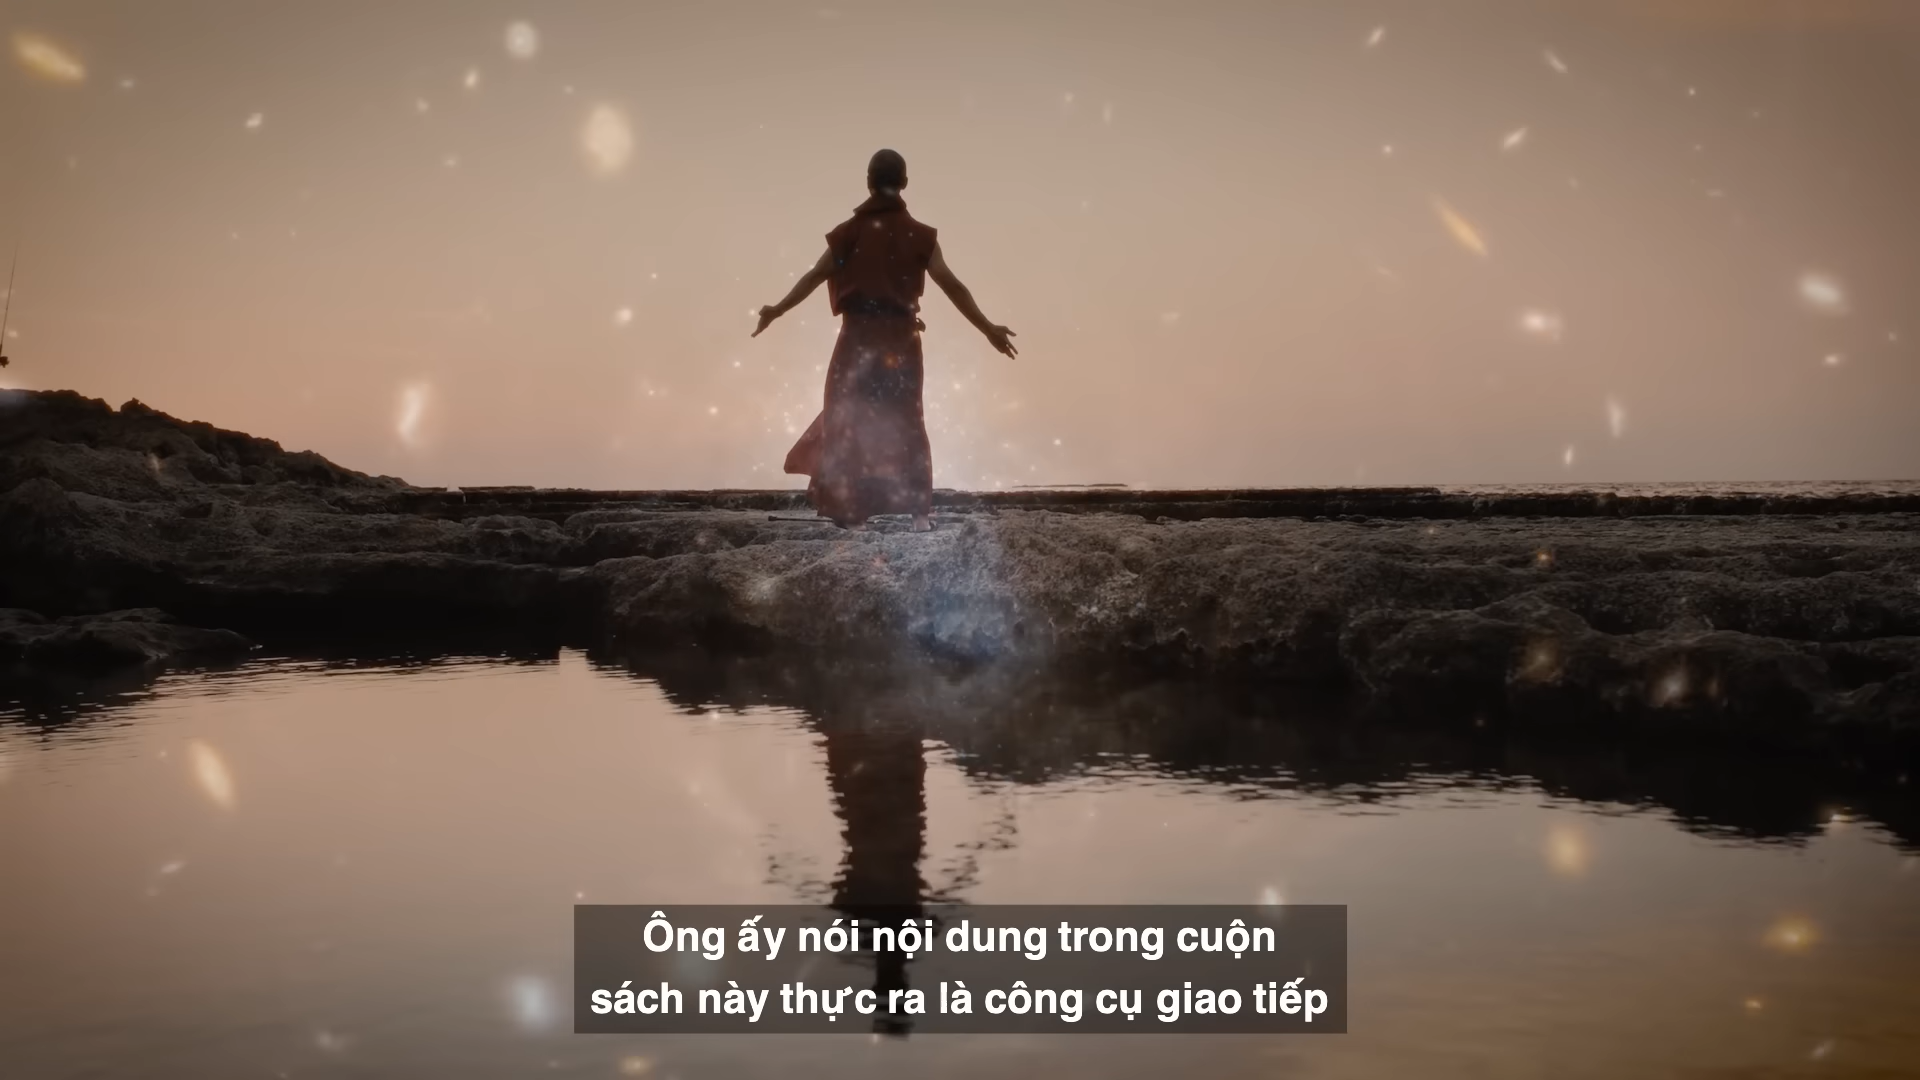 Ông ấy nói nội dung trong cuộn
sách này thực ra là công cụ giao tiếp